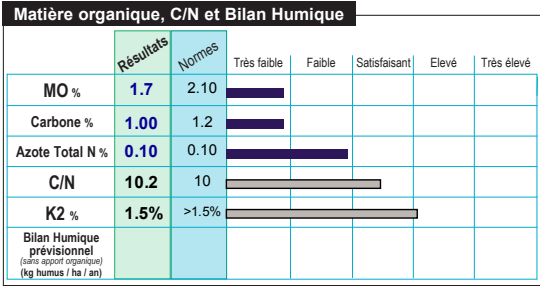 Matière organique, C/N et Bilan Humique
Résultats Normes Très faible Faible Satisfaisant Elevé Très élevé
MO % 1.7 2.10
Carbone % 1.00 1.2
Azote Total N % 0.10 0.10
C/N 10.2 10
K2 % 1.5% >1.5%
Bilan Humique
prévisionnel
(sans apport organique)
(kg humus / ha / an)